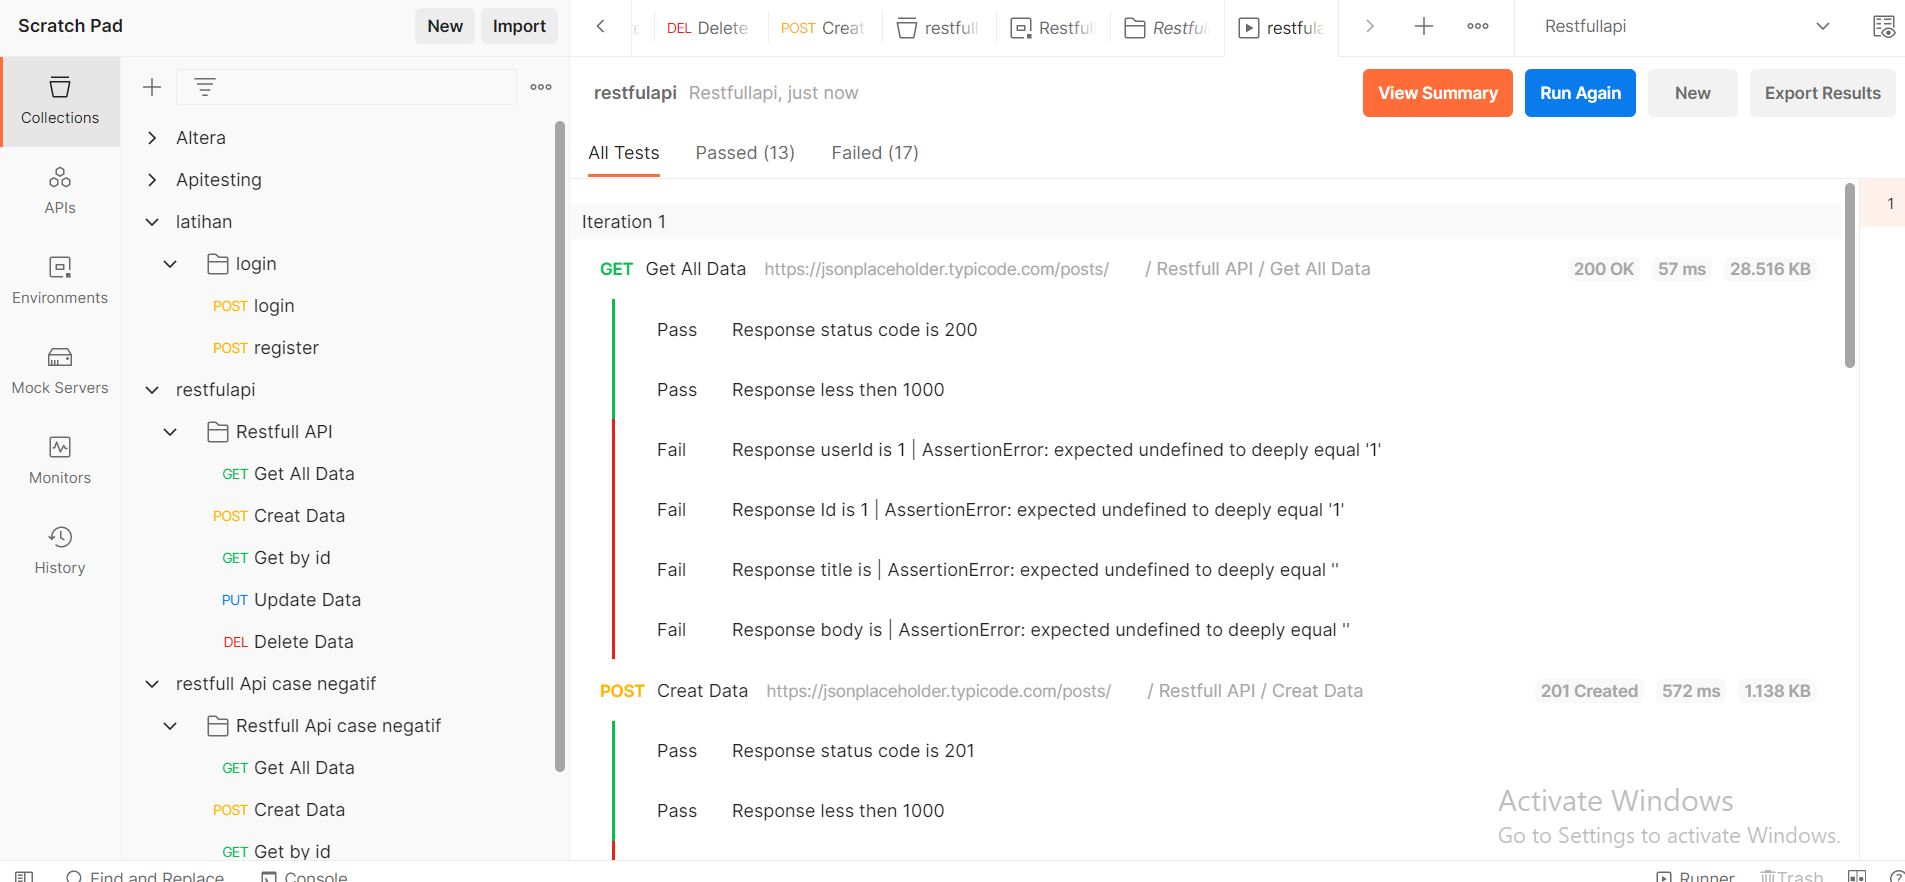 Scratch Pad
New
Import
DEL Delete
POST Creat
restfull
Restful
Restful
restfula
Restfullapi
Collections
APIs
Environments
Mock Servers
Monitors
History
Altera
Apitesting
latihan
login
POST login
POST register
restfulapi
Restfull API
GET Get All Data
POST Creat Data
GET Get by id
PUT Update Data
DEL Delete Data
restfull Api case negatif
Restfull Api case negatif
GET Get All Data
POST Creat Data
GET Get by id
restfulapi Restfullapi, just now
View Summary
Run Again
New
Export Results
All Tests Passed (13) Failed (17)
Iteration 1
1
GET Get All Data https://jsonplaceholder.typicode.com/posts/ / Restfull API / Get All Data 200 OK 57 ms 28.516 KB
Pass Response status code is 200
Pass Response less then 1000
Fail Response userId is 1 | AssertionError: expected undefined to deeply equal '1'
Fail Response Id is 1 | AssertionError: expected undefined to deeply equal '1'
Fail Response title is | AssertionError: expected undefined to deeply equal ''
Fail Response body is | AssertionError: expected undefined to deeply equal ''
POST Creat Data https://jsonplaceholder.typicode.com/posts/ / Restfull API / Creat Data 201 Created 572 ms 1.138 KB
Pass Response status code is 201
Pass Response less then 1000
Activate Windows
Go to Settings to activate Windows.
Find and Replace
Console
Runner
Trash